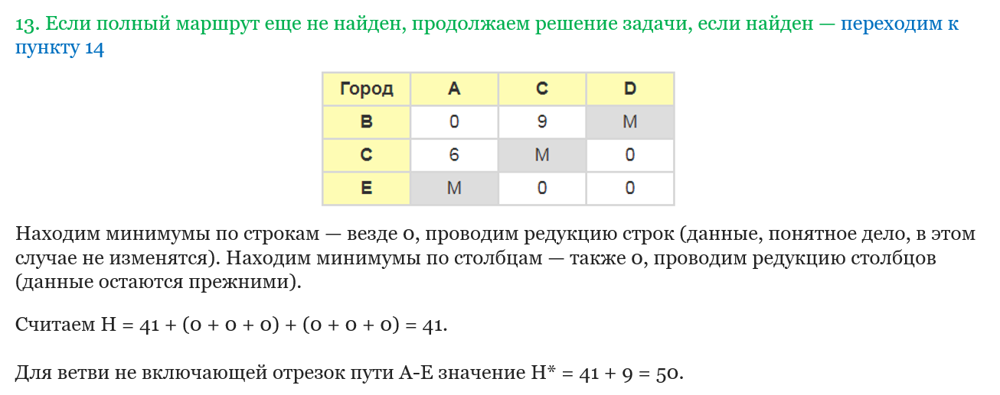 13. Если полный маршрут еще не найден, продолжаем решение задачи, если найден — переходим к
пункту 14
Город A C D
B 0 9 M
C 6 M 0
E M 0 0
Находим минимумы по строкам — везде 0, проводим редукцию строк (данные, понятное дело, в этом
случае не изменятся). Находим минимумы по столбцам — также 0, проводим редукцию столбцов
(данные остаются прежними).
Считаем H = 41 + (0 + 0 + 0) + (0 + 0 + 0) = 41.
Для ветви не включающей отрезок пути A-E значение H* = 41 + 9 = 50.